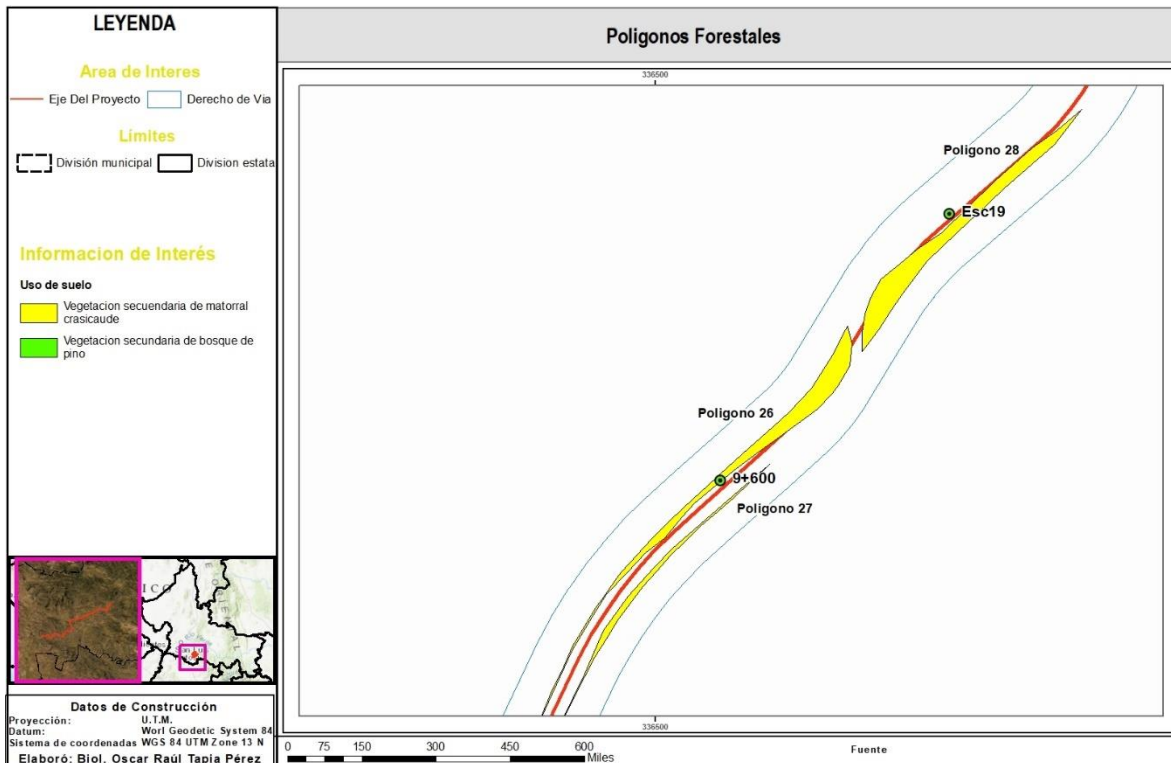 LEYENDA
Area de Interes
Eje Del Proyecto
Derecho de Via
Límites
División municipal
Division estata
Informacion de Interés
Uso de suelo
Vegetacion secuendaria de matorral
crasicaude
Vegetacion secundaria de bosque de
pino
Datos de Construcción
Proyección: U.T.M.
Datum: Worl Geodetic System 84
Sistema de coordenadas WGS 84 UTM Zone 13 N
Elaboró: Biol. Oscar Raúl Tapia Pérez
Poligonos Forestales
336500
Poligono 28
Esc19
Poligono 26
9+600
Poligono 27
336500
0 75 150 300 450 600
Miles
Fuente